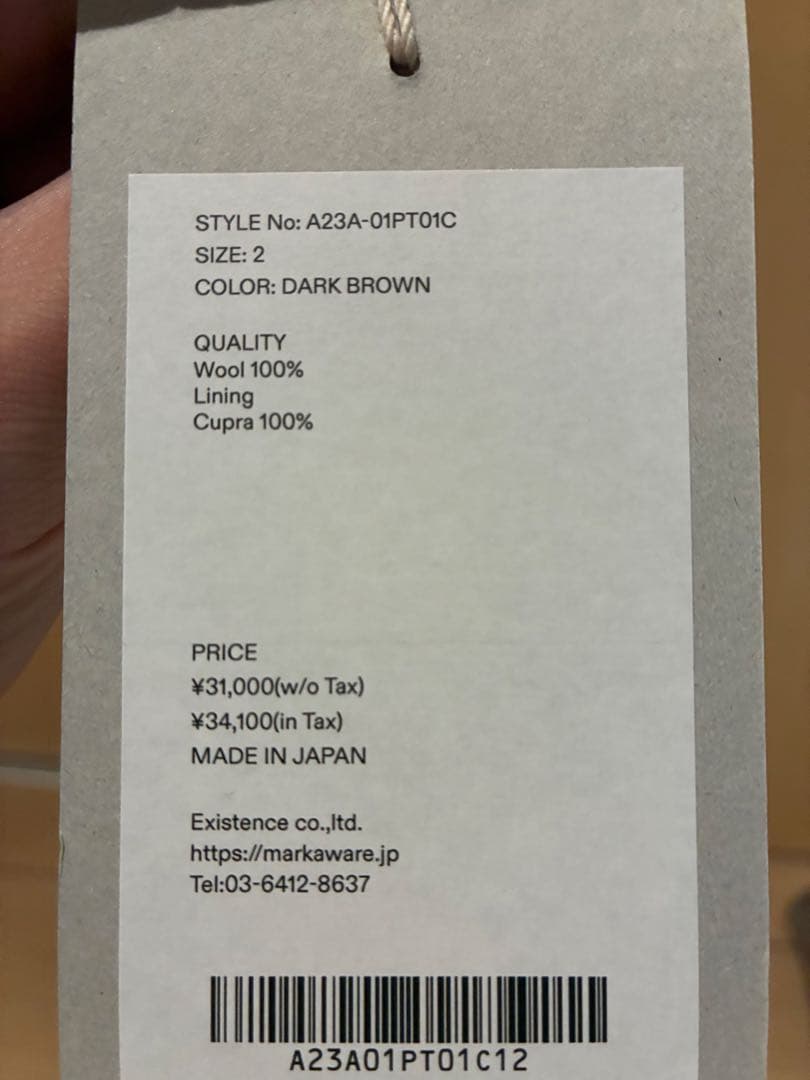 STYLE No: A23A-01PT01C
SIZE: 2
COLOR: DARK BROWN
QUALITY
Wool 100%
Lining
Cupra 100%
PRICE
¥31,000(w/o Tax)
¥34,100(in Tax)
MADE IN JAPAN
Existence co.,ltd.
https://markaware.jp
Tel:03-6412-8637
A23A01PT01C12